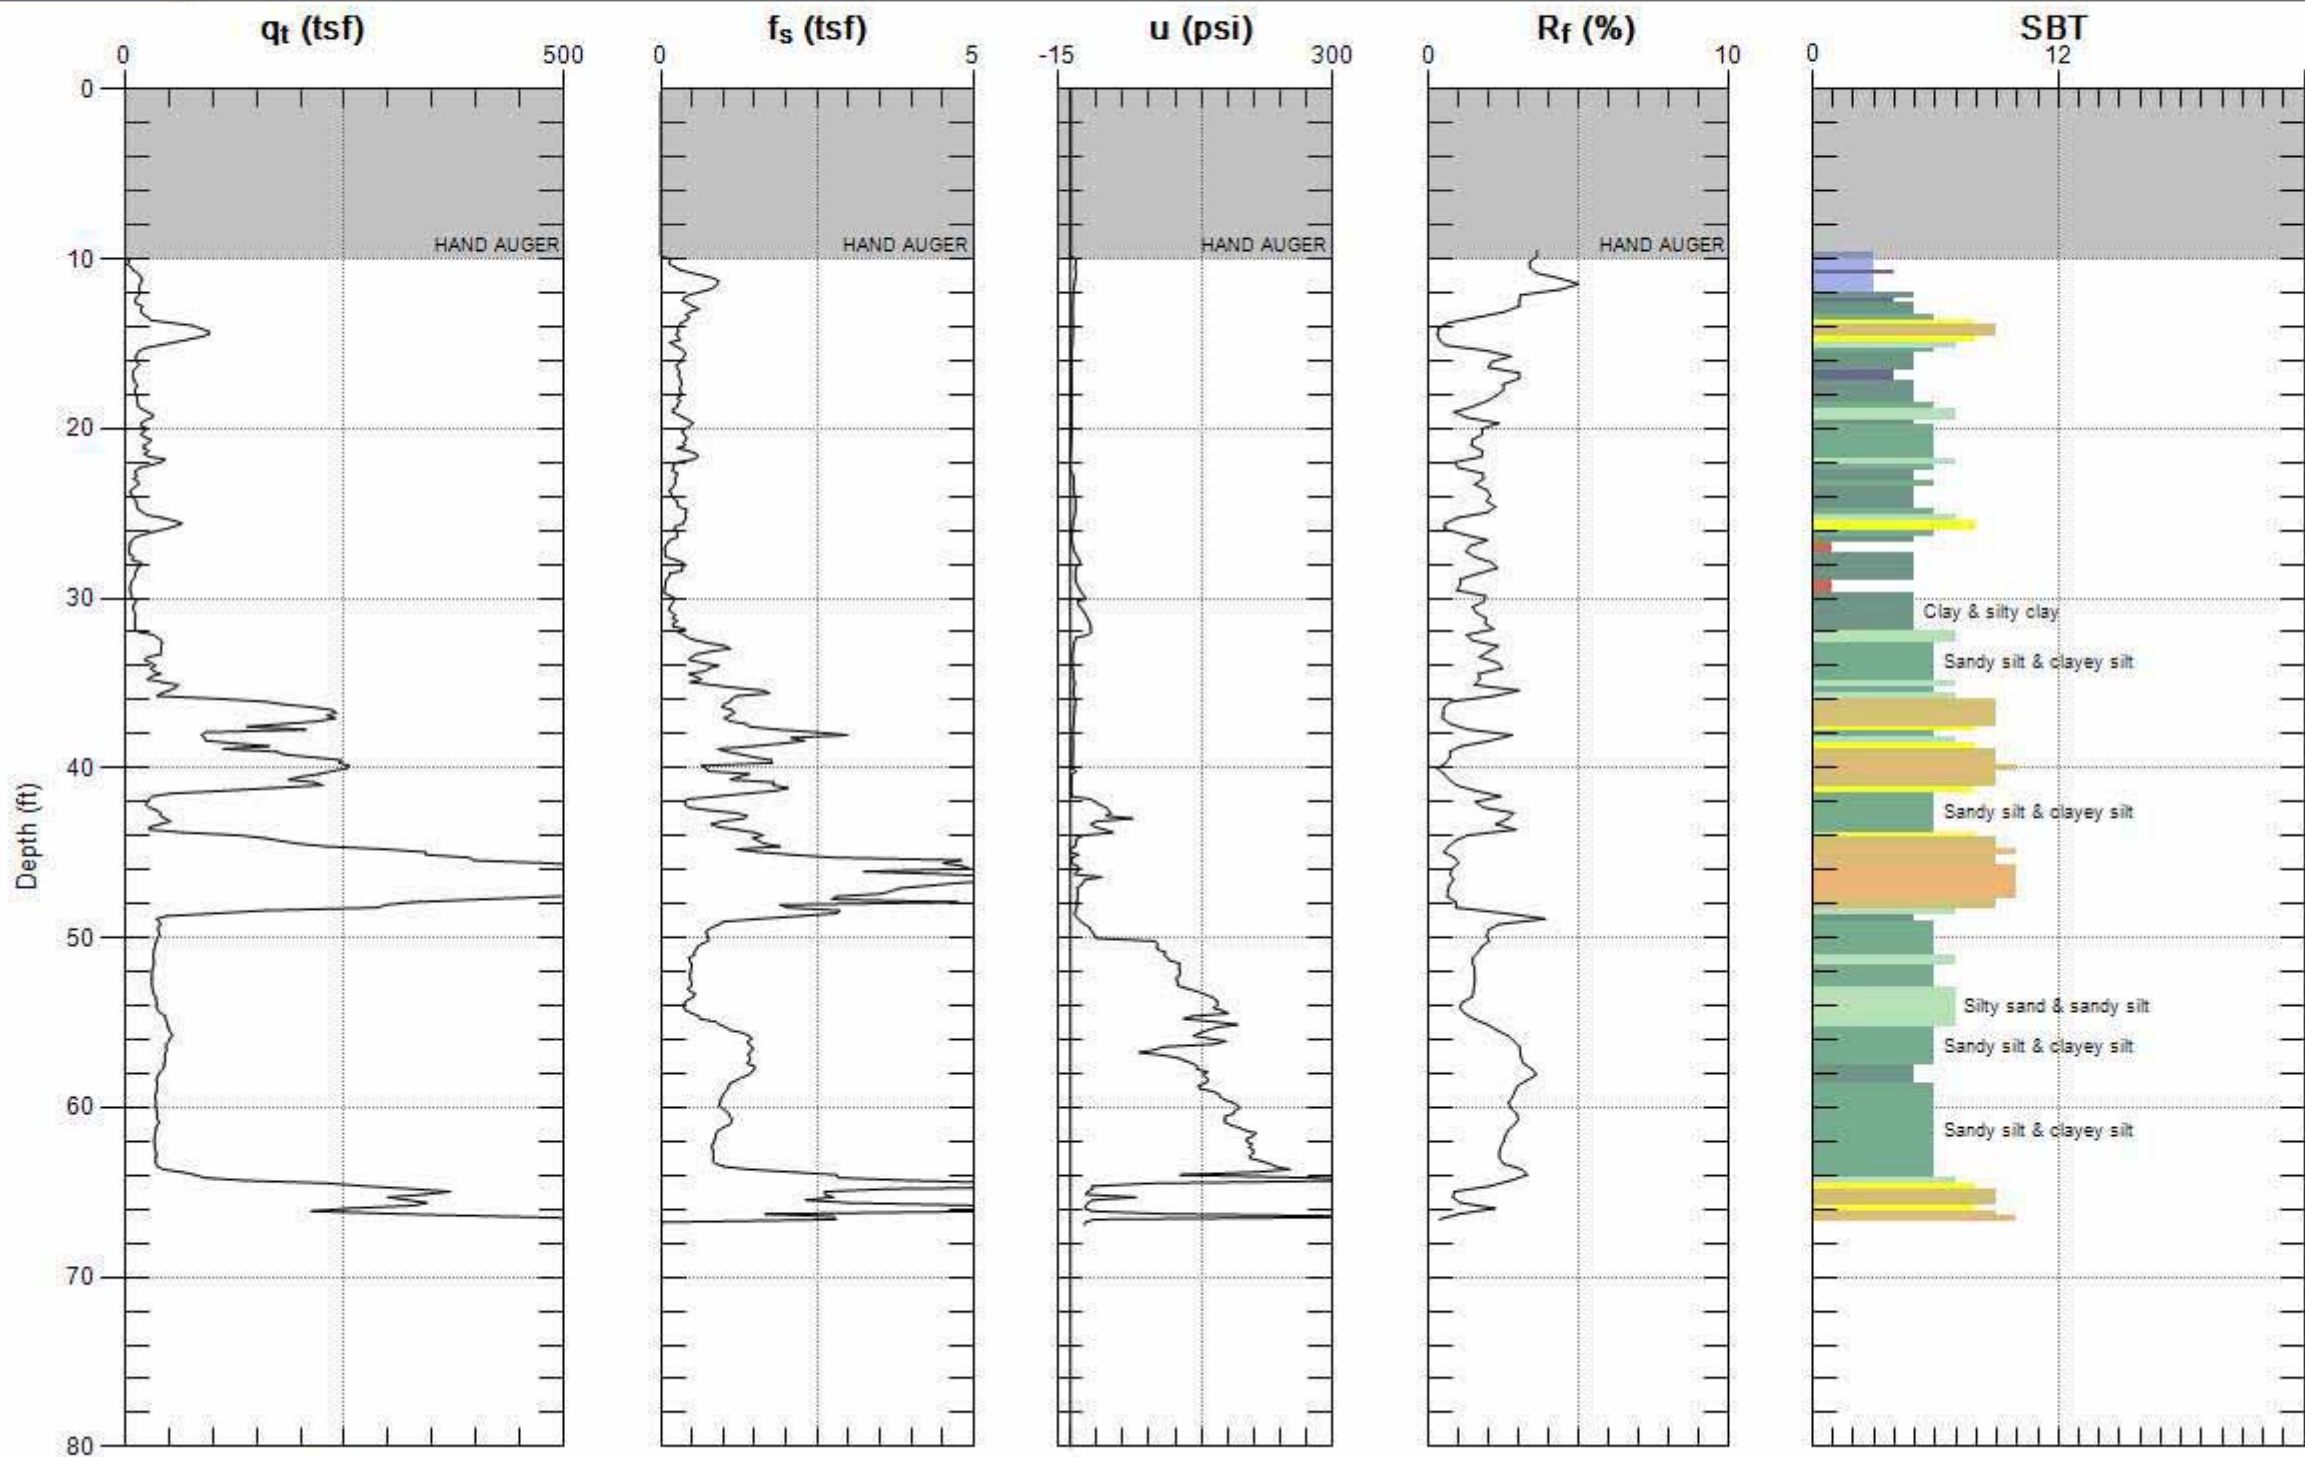 qt (tsf)
fs (tsf)
u (psi)
Rf (%)
SBT
0 500
0 5
-15 300
0 10
0 12
0
HAND AUGER
HAND AUGER
HAND AUGER
HAND AUGER
10
20
30
Clay & silty clay
Sandy silt & clayey silt
40
Sandy silt & clayey silt
Depth (ft)
50
Silty sand & sandy silt
Sandy silt & clayey silt
60
Sandy silt & clayey silt
70
80